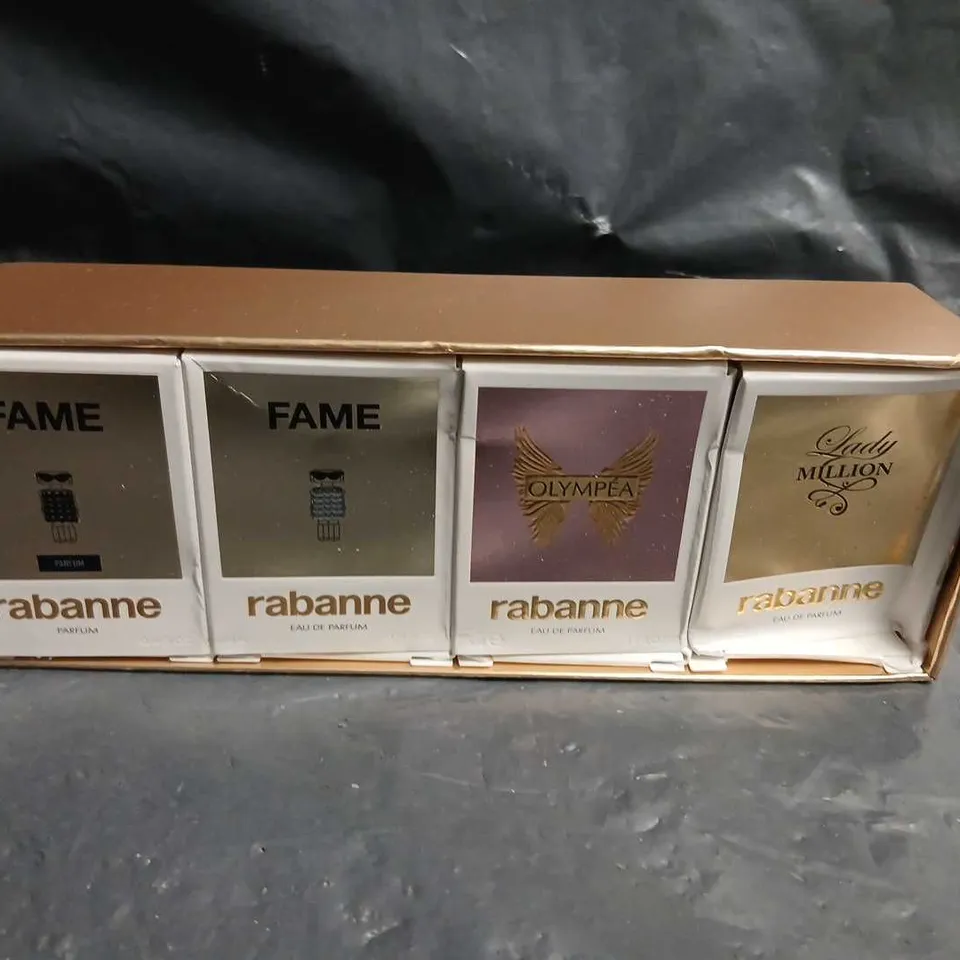 FAME
PARFUM
rabanne
PARFUM
FAME
rabanne
EAU DE PARFUM
OLYMPÉA
rabanne
EAU DE PARFUM
Lady
MILLION
rabanne
EAU DE PARFUM